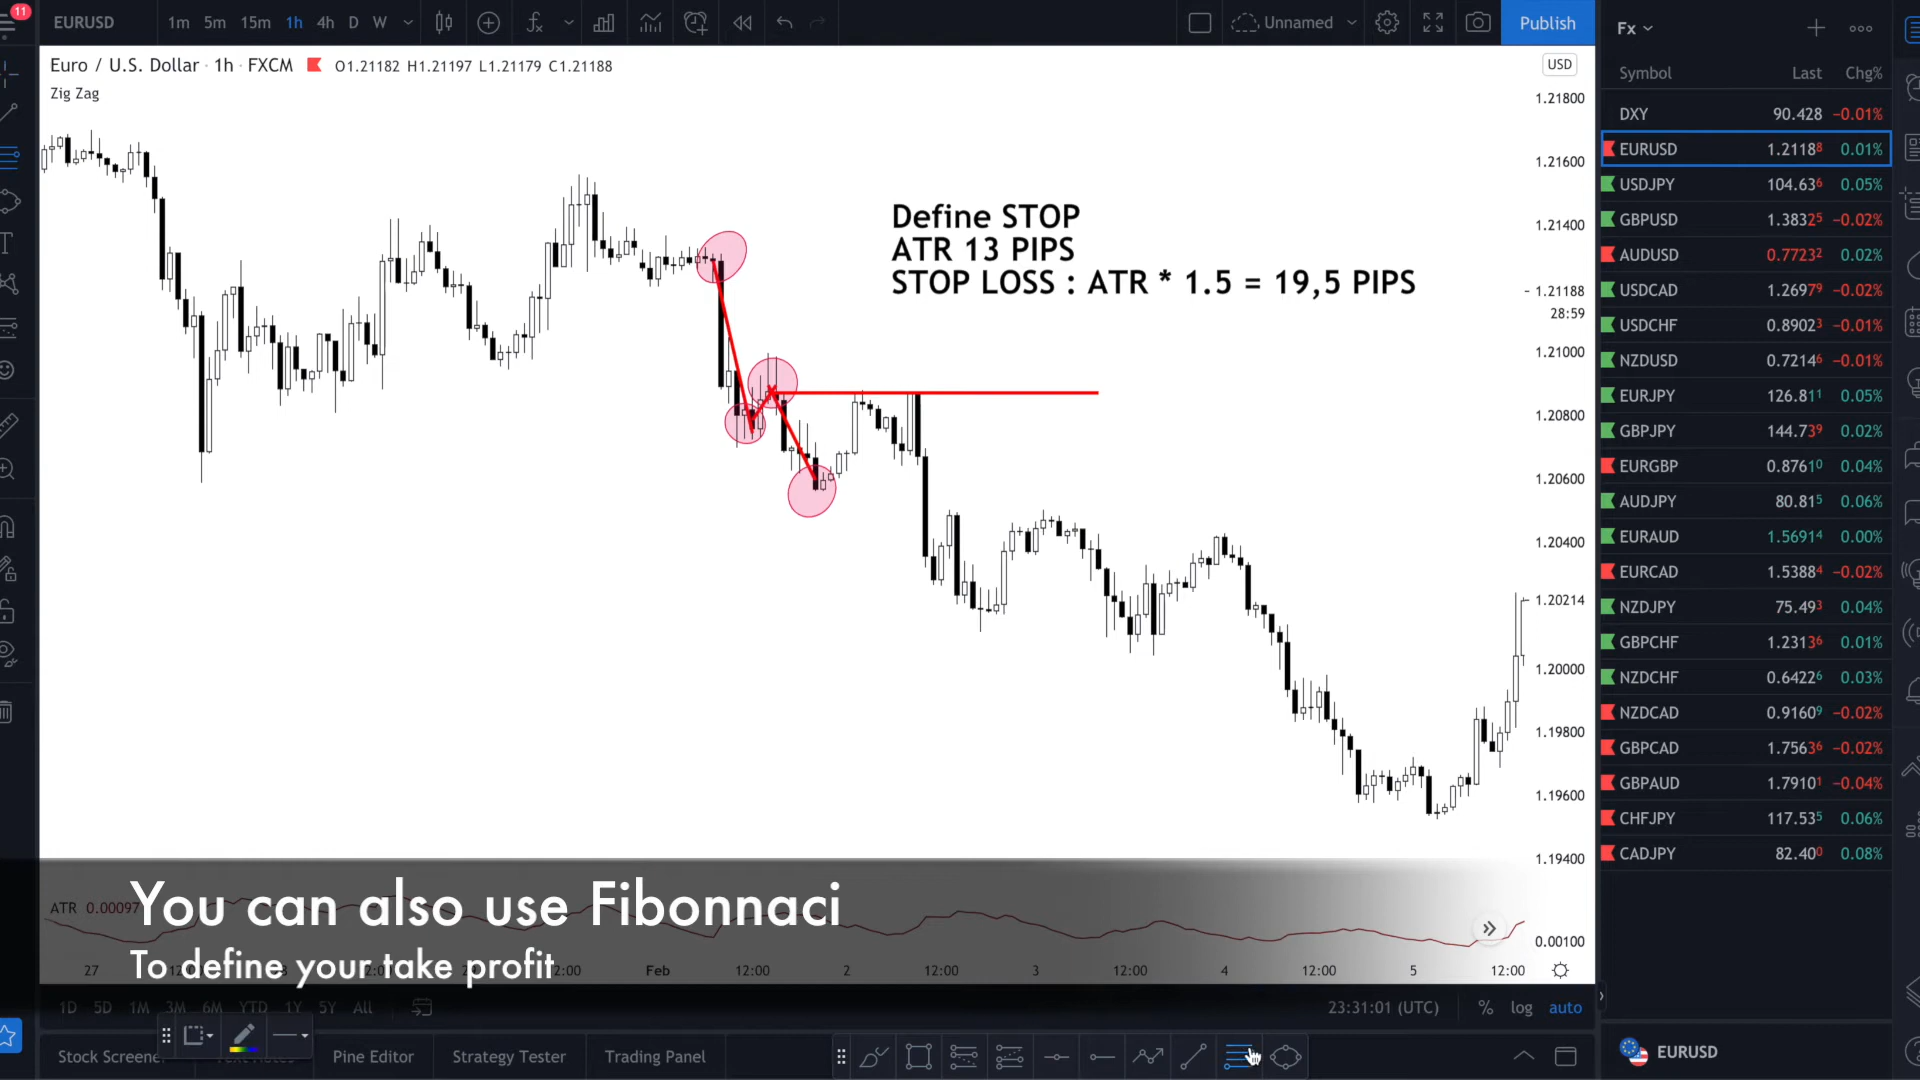 11
EURUSD 1m 5m 15m 1h 4h D W Unnamed Publish
Fx
Euro / U.S. Dollar · 1h · FXCM O1.21182 H1.21197 L1.21179 C1.21188
USD
Zig Zag
Symbol Last Chg%
DXY 90.428 −0.01%
EURUSD 1.21188 0.01%
USDJPY 104.636 0.05%
GBPUSD 1.38325 −0.02%
AUDUSD 0.77232 0.02%
USDCAD 1.26979 −0.02%
USDCHF 0.89023 −0.01%
NZDUSD 0.72146 −0.01%
EURJPY 126.811 0.05%
GBPJPY 144.739 0.02%
EURGBP 0.87610 0.04%
AUDJPY 80.815 0.06%
EURAUD 1.56914 0.00%
EURCAD 1.53884 −0.02%
NZDJPY 75.493 0.04%
GBPCHF 1.23136 0.01%
NZDCHF 0.64226 0.03%
NZDCAD 0.91609 −0.02%
GBPCAD 1.75636 −0.02%
GBPAUD 1.79101 −0.04%
CHFJPY 117.535 0.06%
CADJPY 82.400 0.08%
Define STOP
ATR 13 PIPS
STOP LOSS : ATR * 1.5 = 19,5 PIPS
1.21800
1.21600
1.21400
1.21188
28:59
1.21000
1.20800
1.20600
1.20400
1.20214
1.20000
1.19800
1.19600
1.19400
0.00100
ATR 0.00097
You can also use Fibonnaci
To define your take profit
27 Feb 12:00 2 12:00 3 12:00 4 12:00 5 12:00
1D 5D 1M 3M 6M YTD 1Y 5Y All 23:31:01 (UTC) % log auto
Pine Editor Strategy Tester Trading Panel
EURUSD